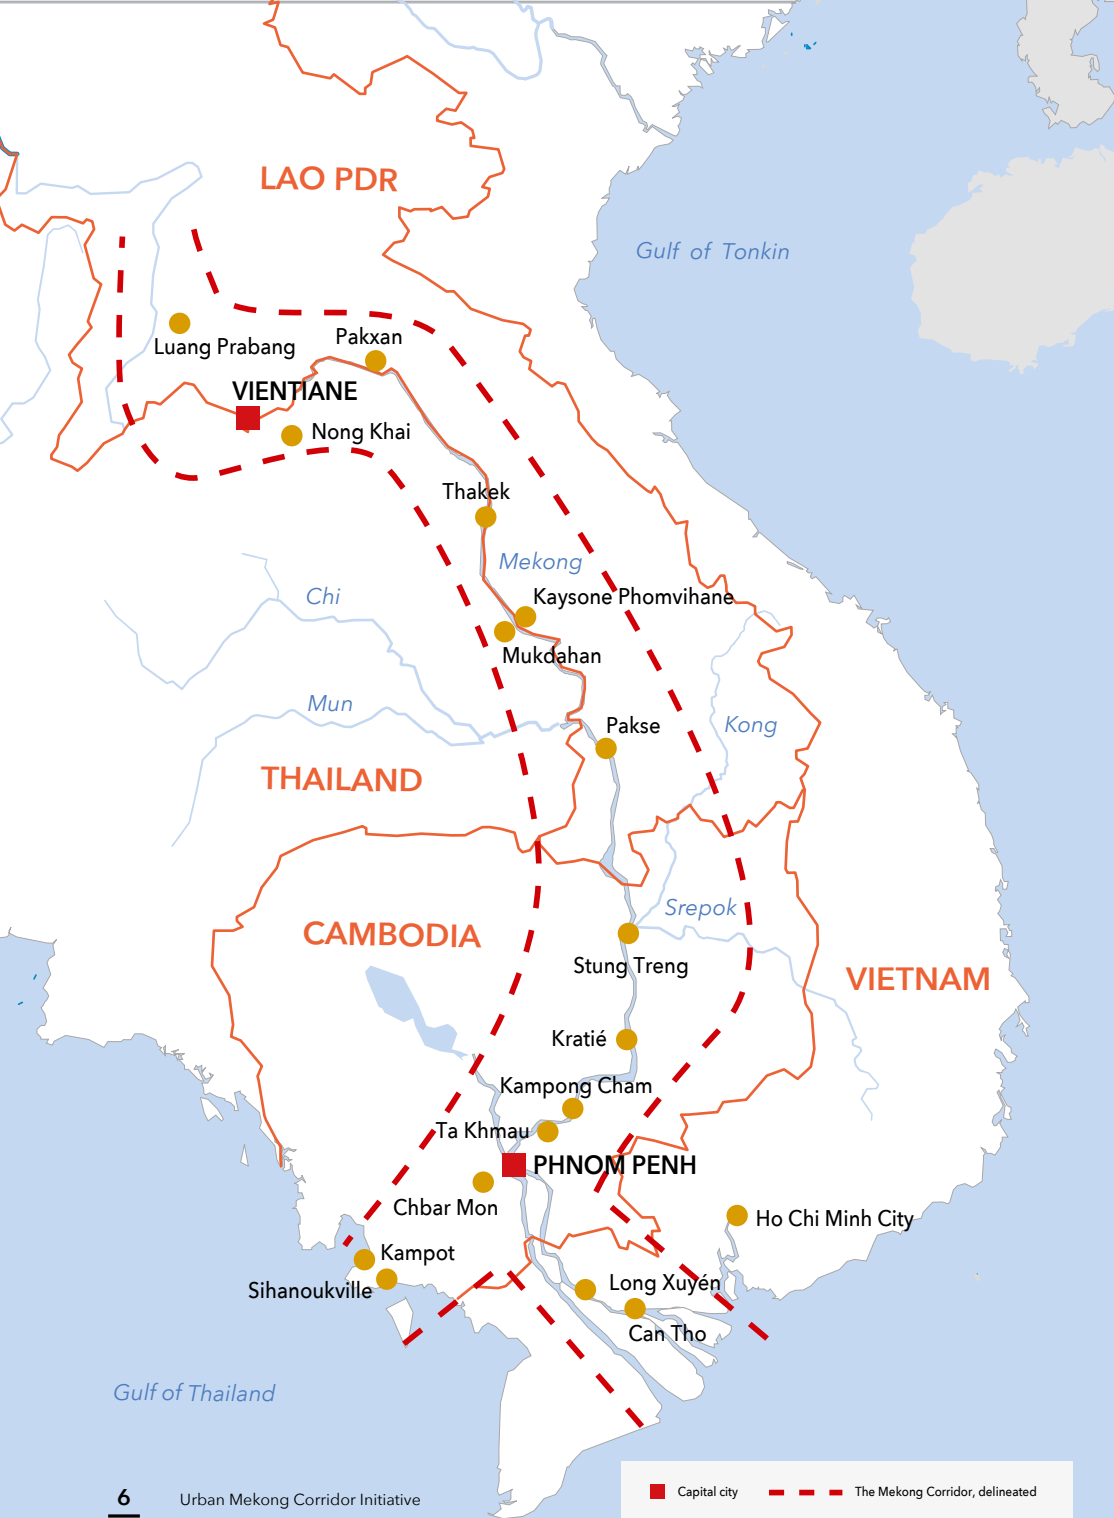 LAO PDR
Gulf of Tonkin
Luang Prabang
Pakxan
VIENTIANE
Nong Khai
Thakek
Mekong
Chi
Kaysone Phomvihane
Mukdahan
Mun
Pakse
Kong
THAILAND
Srepok
CAMBODIA
Stung Treng
VIETNAM
Kratié
Kampong Cham
Ta Khmau
PHNOM PENH
Chbar Mon
Ho Chi Minh City
Kampot
Sihanoukville
Long Xuyén
Can Tho
Gulf of Thailand
Capital city
The Mekong Corridor, delineated
6
Urban Mekong Corridor Initiative